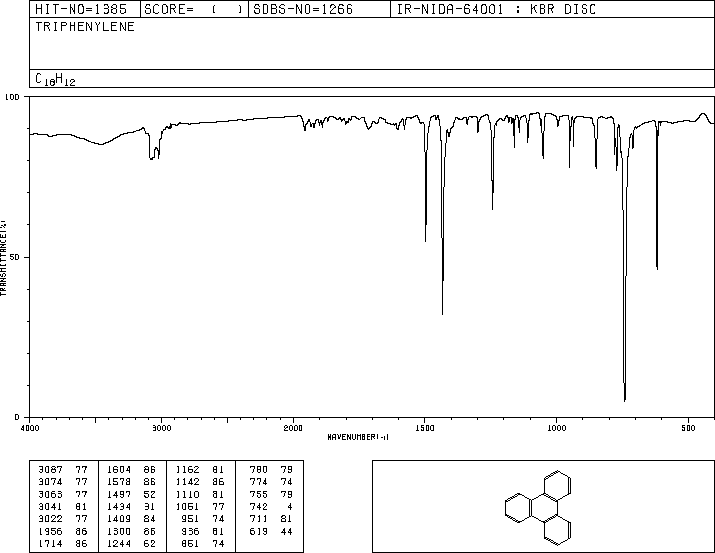 HIT-NO=1385 SCORE= ( ) SDBS-NO=1266 IR-NIDA-64001 : KBR DISC
TRIPHENYLENE
C18H12
100
50
0
TRANSMITTANCE(%)
4000 3000 2000 1500 1000 500
WAVENUMBER(-1)
3087 77 1604 86 1162 81 780 79
3074 77 1578 86 1142 86 774 74
3063 77 1497 52 1110 81 755 79
3041 81 1434 31 1051 77 742 4
3022 77 1409 84 951 74 711 81
1956 86 1300 86 936 81 619 44
1714 86 1244 62 851 74